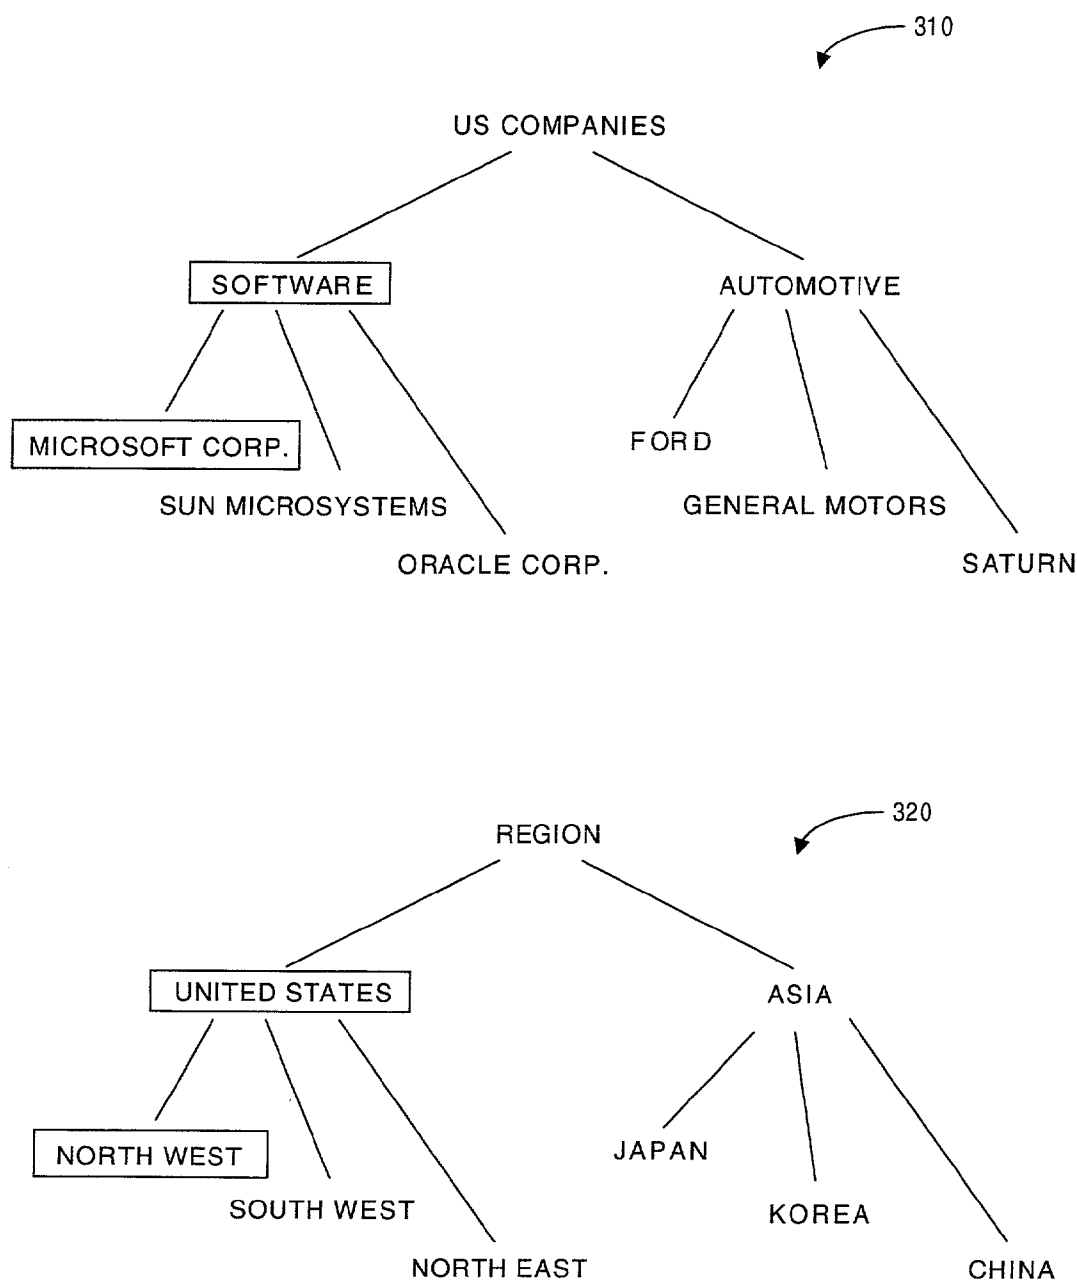 310
US COMPANIES
SOFTWARE
AUTOMOTIVE
MICROSOFT CORP.
FORD
SUN MICROSYSTEMS
GENERAL MOTORS
ORACLE CORP.
SATURN
320
REGION
UNITED STATES
ASIA
NORTH WEST
JAPAN
SOUTH WEST
KOREA
NORTH EAST
CHINA